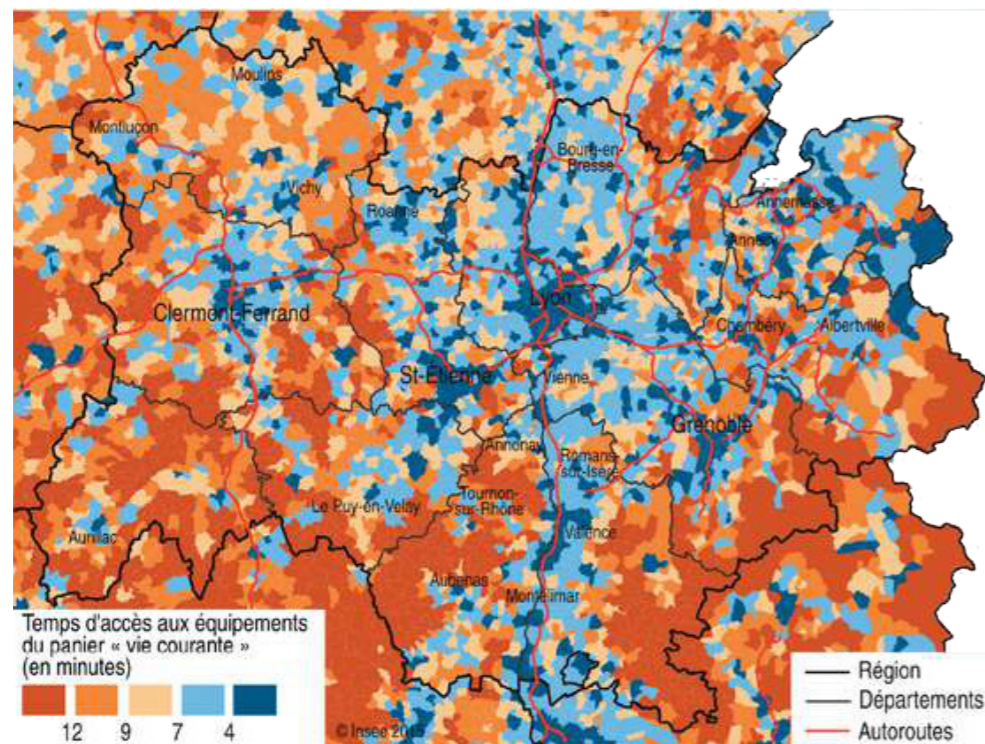 Moulins
Montluçon
Vichy
Roanne
Bourg-en-
Bresse
Annemasse
Annecy
Lyon
Clermont-Ferrand
Chambéry
Albertville
St-Étienne
Vienne
Grenoble
Annonay
Romans-
sur-Isère
Le Puy-en-Velay
Tournon-
sur-Rhône
Valence
Aurillac
Aubenas
Montélimar
Temps d'accès aux équipements
du panier « vie courante »
(en minutes)
12 9 7 4
© Insee 2015
Région
Départements
Autoroutes